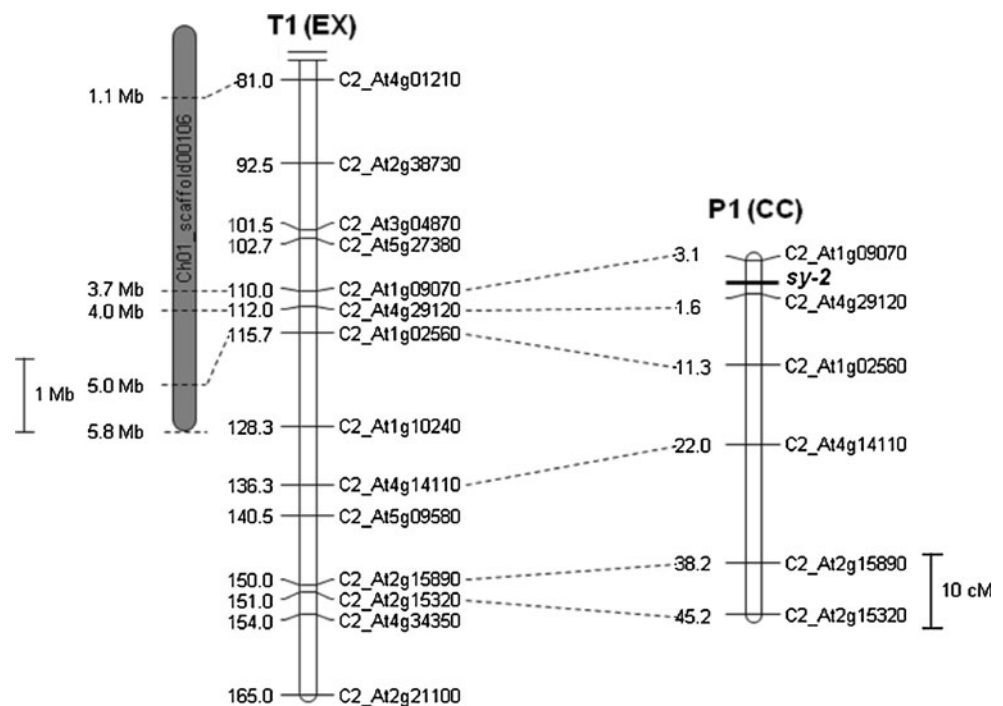 T1 (EX)
Ch01_scaffold00106
1.1 Mb
3.7 Mb
4.0 Mb
5.0 Mb
5.8 Mb
1 Mb
81.0 C2_At4g01210
92.5 C2_At2g38730
101.5 C2_At3g04870
102.7 C2_At5g27380
110.0 C2_At1g09070
112.0 C2_At4g29120
115.7 C2_At1g02560
128.3 C2_At1g10240
136.3 C2_At4g14110
140.5 C2_At5g09580
150.0 C2_At2g15890
151.0 C2_At2g15320
154.0 C2_At4g34350
165.0 C2_At2g21100
P1 (CC)
-3.1 C2_At1g09070
sy-2
1.6 C2_At4g29120
11.3 C2_At1g02560
22.0 C2_At4g14110
38.2 C2_At2g15890
45.2 C2_At2g15320
10 cM